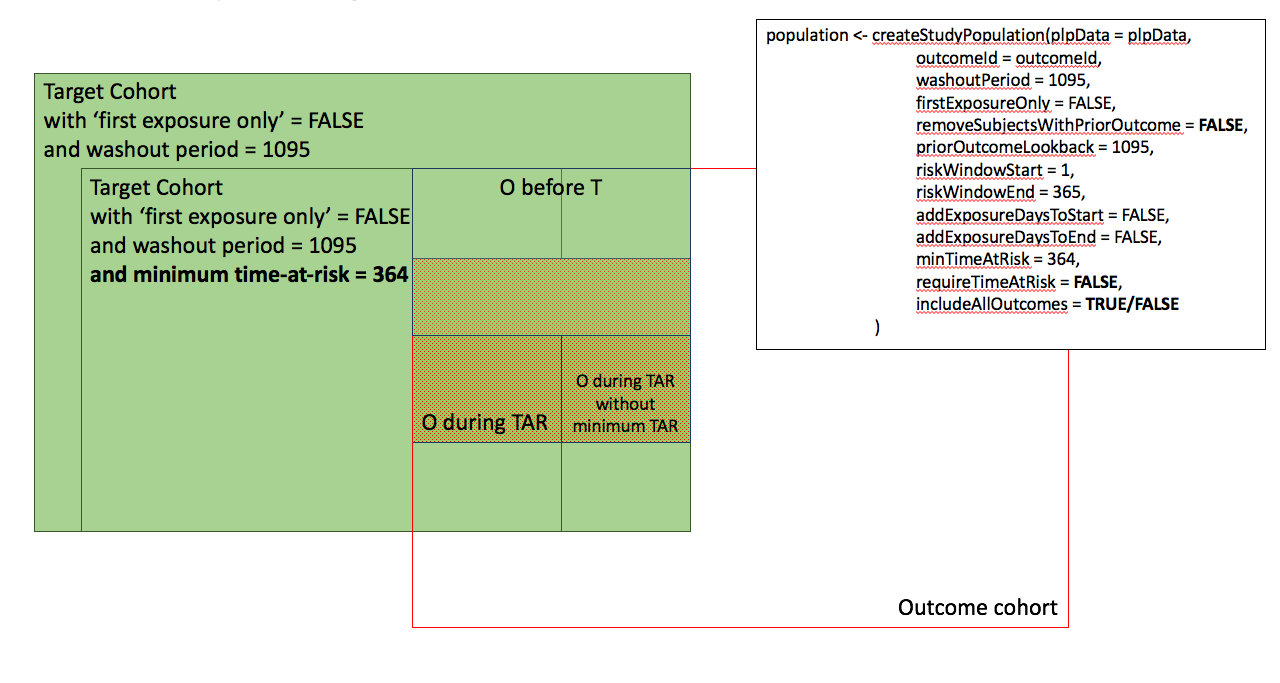 Target Cohort
with ‘first exposure only’ = FALSE
and washout period = 1095
Target Cohort
with ‘first exposure only’ = FALSE
and washout period = 1095
and minimum time-at-risk = 364
O before T
O during TAR
O during TAR
without
minimum TAR
Outcome cohort
population <- createStudyPopulation(plpData = plpData,
outcomeId = outcomeId,
washoutPeriod = 1095,
firstExposureOnly = FALSE,
removeSubjectsWithPriorOutcome = FALSE,
priorOutcomeLookback = 1095,
riskWindowStart = 1,
riskWindowEnd = 365,
addExposureDaysToStart = FALSE,
addExposureDaysToEnd = FALSE,
minTimeAtRisk = 364,
requireTimeAtRisk = FALSE,
includeAllOutcomes = TRUE/FALSE
)